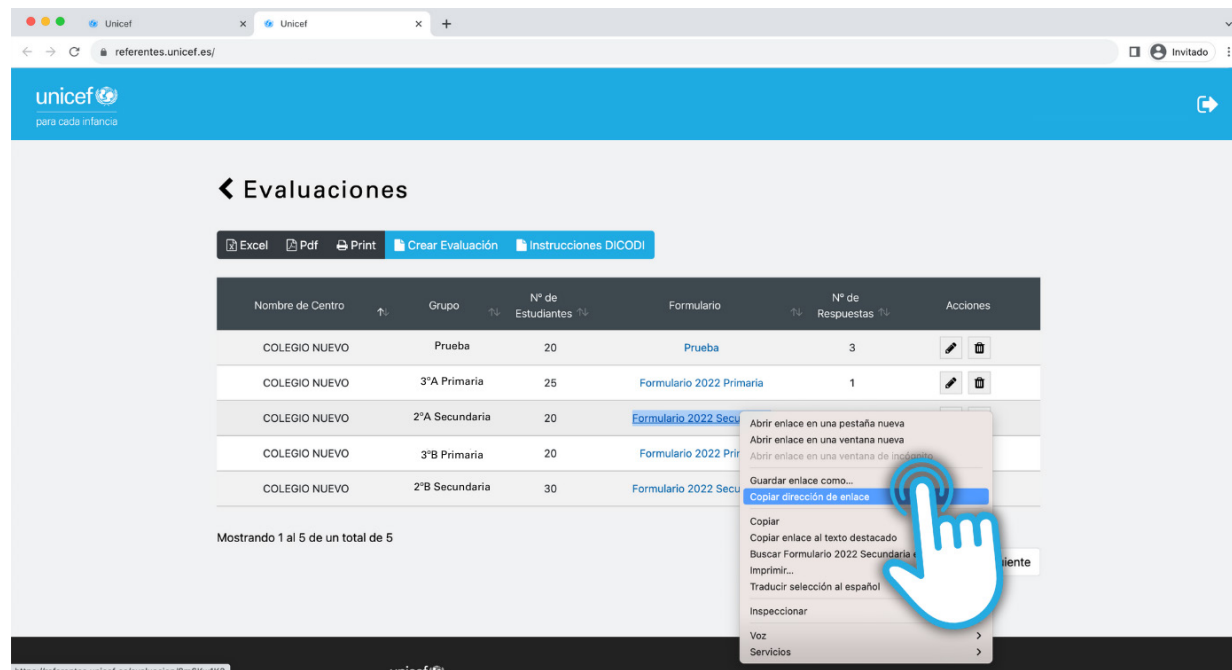 Unicef
Unicef
referentes.unicef.es/
Invitado
unicef
para cada infancia
Evaluaciones
Excel Pdf Print Crear Evaluación Instrucciones DICODI
Nombre de Centro Grupo Nº de Estudiantes Formulario Nº de Respuestas Acciones
COLEGIO NUEVO Prueba 20 Prueba 3
COLEGIO NUEVO 3ºA Primaria 25 Formulario 2022 Primaria 1
COLEGIO NUEVO 2ºA Secundaria 20 Formulario 2022
COLEGIO NUEVO 3ºB Primaria 20 Formulario 2022
COLEGIO NUEVO 2ºB Secundaria 30 Formulario 2022
Abrir enlace en una pestaña nueva
Abrir enlace en una ventana nueva
Abrir enlace en una ventana de incógnito
Guardar enlace como...
Copiar dirección de enlace
Copiar
Copiar enlace al texto destacado
Buscar Formulario 2022 Secundaria
Imprimir...
Traducir selección al español
Inspeccionar
Voz
Servicios
Mostrando 1 al 5 de un total de 5
unicef